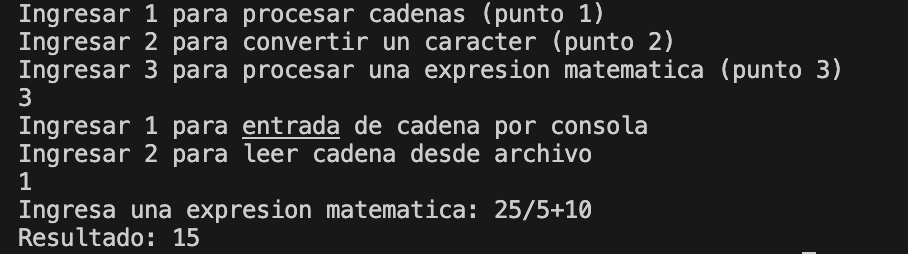 Ingresar 1 para procesar cadenas (punto 1)
Ingresar 2 para convertir un caracter (punto 2)
Ingresar 3 para procesar una expresion matematica (punto 3)
3
Ingresar 1 para entrada de cadena por consola
Ingresar 2 para leer cadena desde archivo
1
Ingresa una expresion matematica: 25/5+10
Resultado: 15